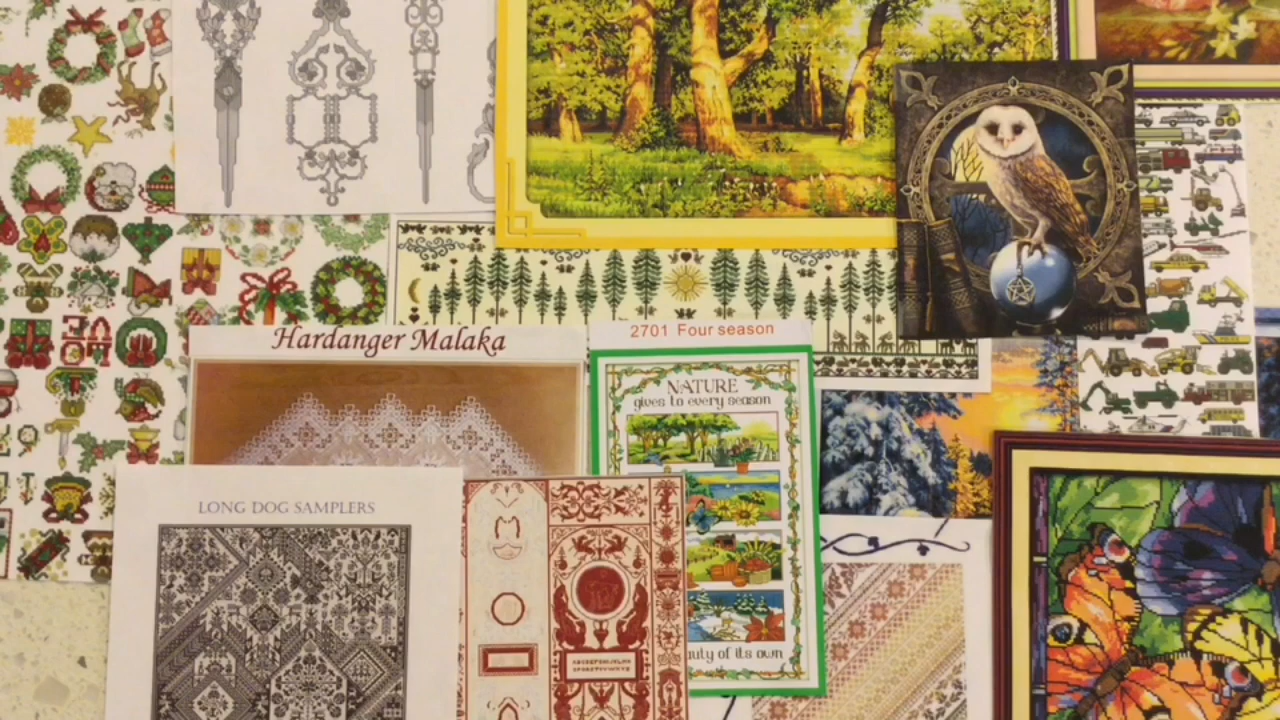 Hardanger Malaka
2701 Four season
NATURE
gives to every season
auty of its own
LONG DOG SAMPLERS